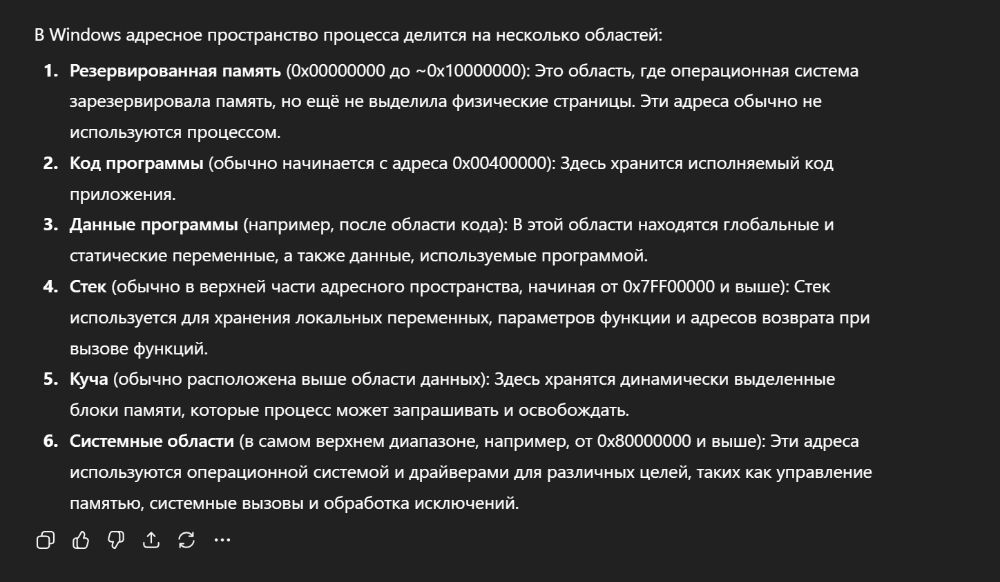 В Windows адресное пространство процесса делится на несколько областей:
1. Резервированная память (0x00000000 до ~0x10000000): Это область, где операционная система
зарезервировала память, но ещё не выделила физические страницы. Эти адреса обычно не
используются процессом.
2. Код программы (обычно начинается с адреса 0x00400000): Здесь хранится исполняемый код
приложения.
3. Данные программы (например, после области кода): В этой области находятся глобальные и
статические переменные, а также данные, используемые программой.
4. Стек (обычно в верхней части адресного пространства, начиная от 0x7FF00000 и выше): Стек
используется для хранения локальных переменных, параметров функции и адресов возврата при
вызове функций.
5. Куча (обычно расположена выше области данных): Здесь хранятся динамически выделенные
блоки памяти, которые процесс может запрашивать и освобождать.
6. Системные области (в самом верхнем диапазоне, например, от 0x80000000 и выше): Эти адреса
используются операционной системой и драйверами для различных целей, таких как управление
памятью, системные вызовы и обработка исключений.